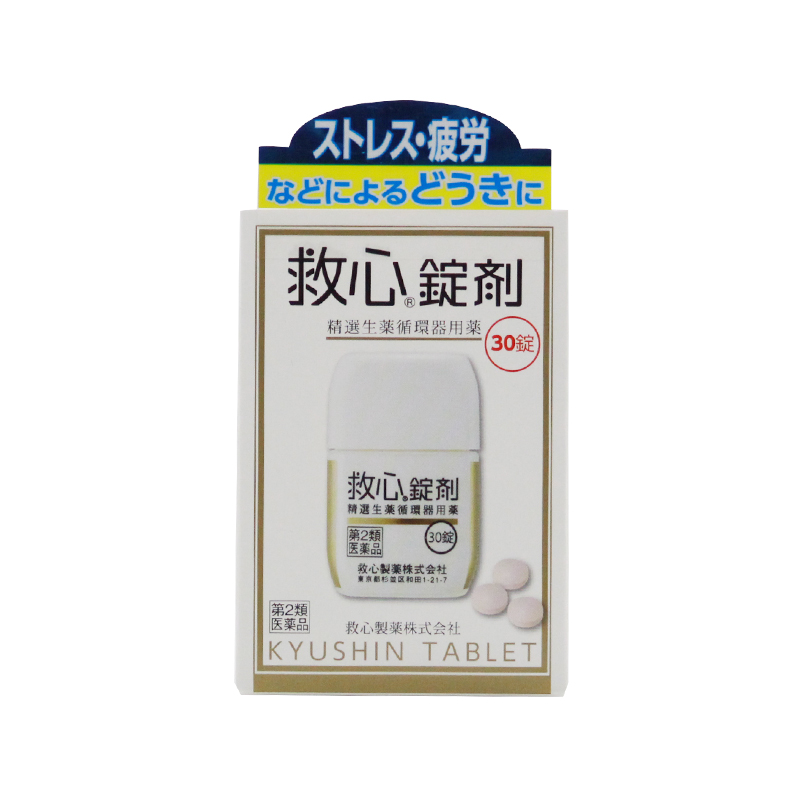 ストレス・疲労
などによるどうきに
救心®錠剤
精選生薬循環器用薬
30錠
救心®錠剤
精選生薬循環器用薬
第2類
医薬品
30錠
救心製薬株式会社
東京都杉並区和田1-21-7
第2類
医薬品
救心製薬株式会社
KYUSHIN TABLET